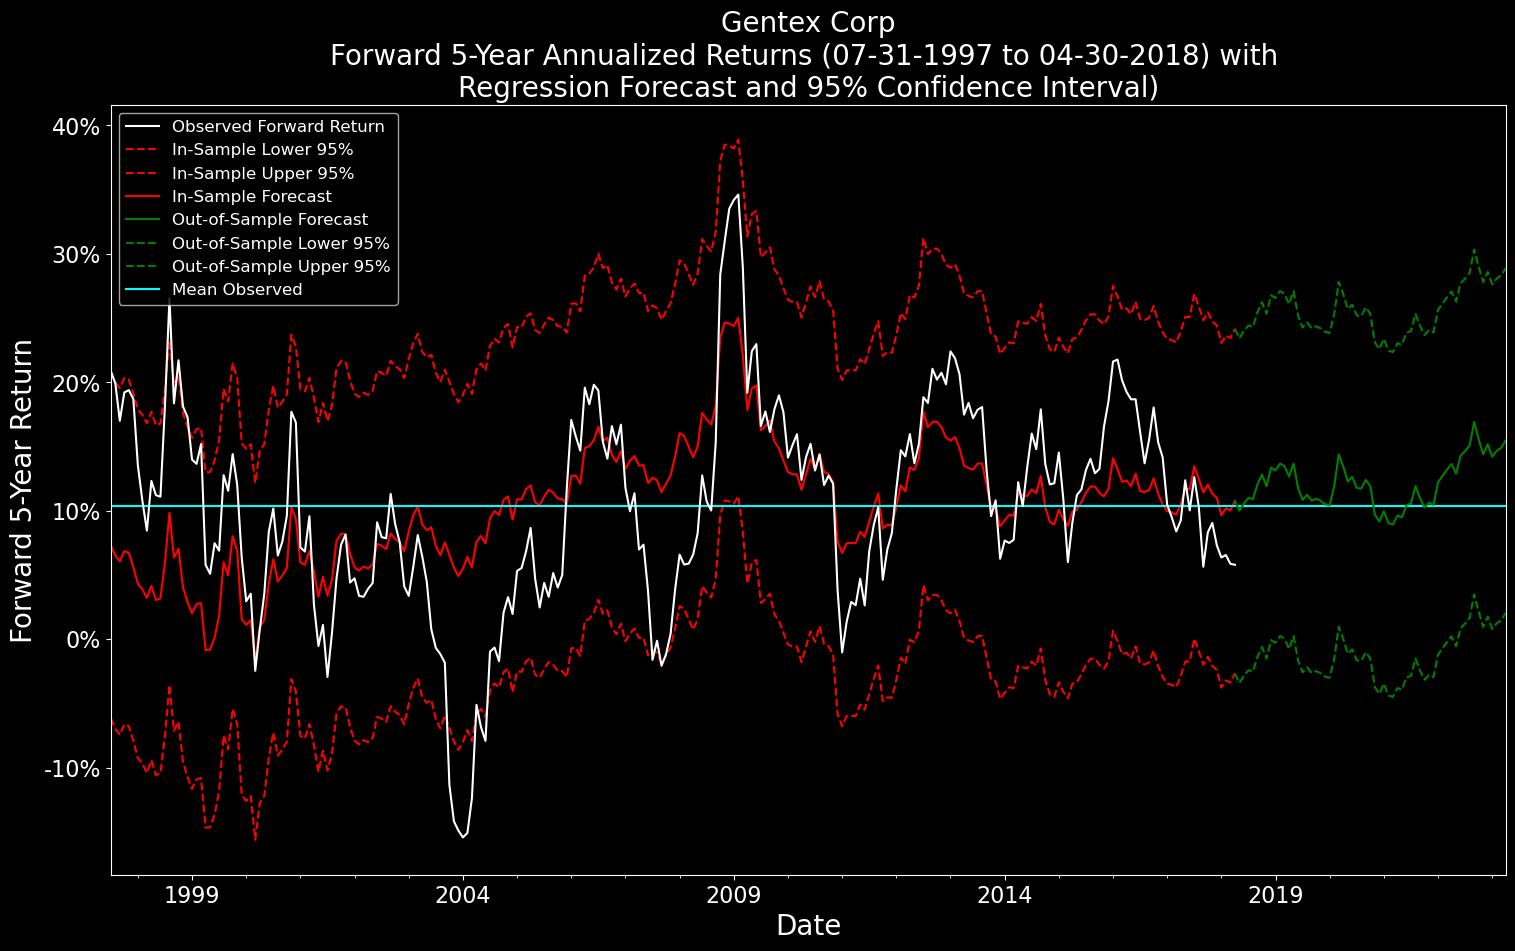 Gentex Corp
Forward 5-Year Annualized Returns (07-31-1997 to 04-30-2018) with
Regression Forecast and 95% Confidence Interval)
Forward 5-Year Return
40%
30%
20%
10%
0%
-10%
Observed Forward Return
In-Sample Lower 95%
In-Sample Upper 95%
In-Sample Forecast
Out-of-Sample Forecast
Out-of-Sample Lower 95%
Out-of-Sample Upper 95%
Mean Observed
1999
2004
2009
2014
2019
Date